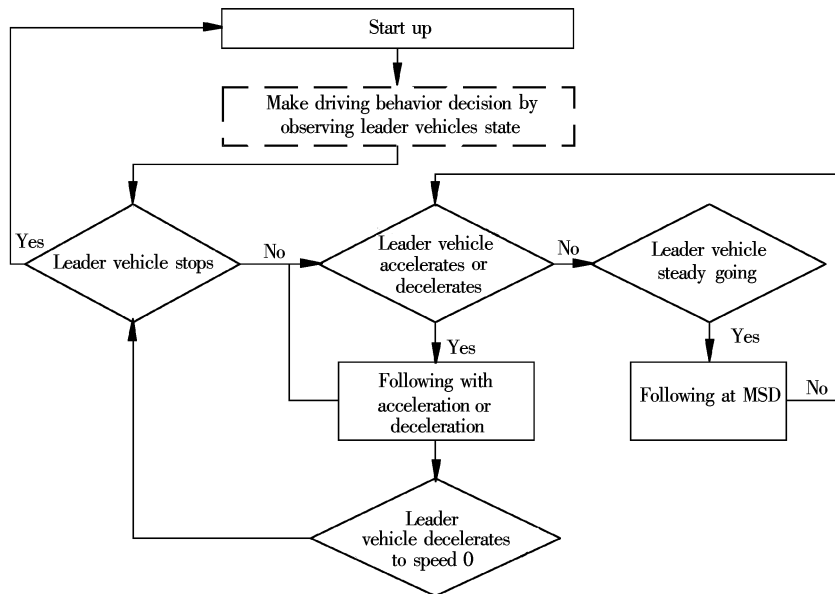 Start up
Make driving behavior decision by
observing leader vehicles state
Yes
Leader vehicle stops
No
Leader vehicle
accelerates or
decelerates
No
Leader vehicle
steady going
Yes
Yes
Following with
acceleration or
deceleration
Following at MSD
No
Leader
vehicle decelerates
to speed 0